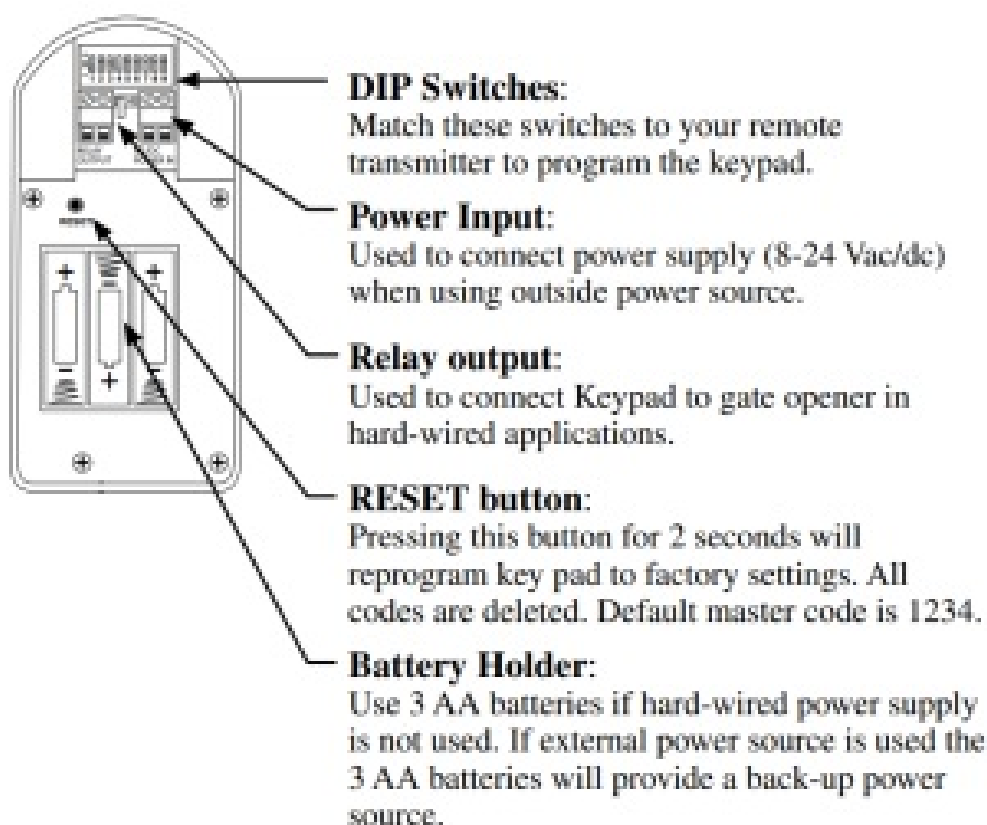 DIP Switches:
Match these switches to your remote
transmitter to program the keypad.
Power Input:
Used to connect power supply (8-24 Vac/dc)
when using outside power source.
Relay output:
Used to connect Keypad to gate opener in
hard-wired applications.
RESET
RESET button:
Pressing this button for 2 seconds will
reprogram key pad to factory settings. All
codes are deleted. Default master code is 1234.
Battery Holder:
Use 3 AA batteries if hard-wired power supply
is not used. If external power source is used the
3 AA batteries will provide a back-up power
source.